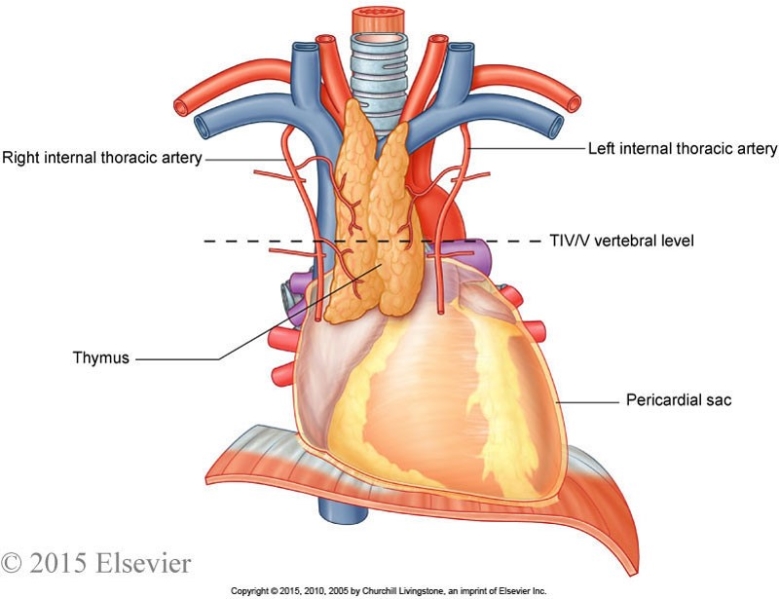 Right internal thoracic artery
Left internal thoracic artery
TIV/V vertebral level
Thymus
Pericardial sac
© 2015 Elsevier
Copyright © 2015, 2010, 2005 by Churchill Livingstone, an imprint of Elsevier Inc.